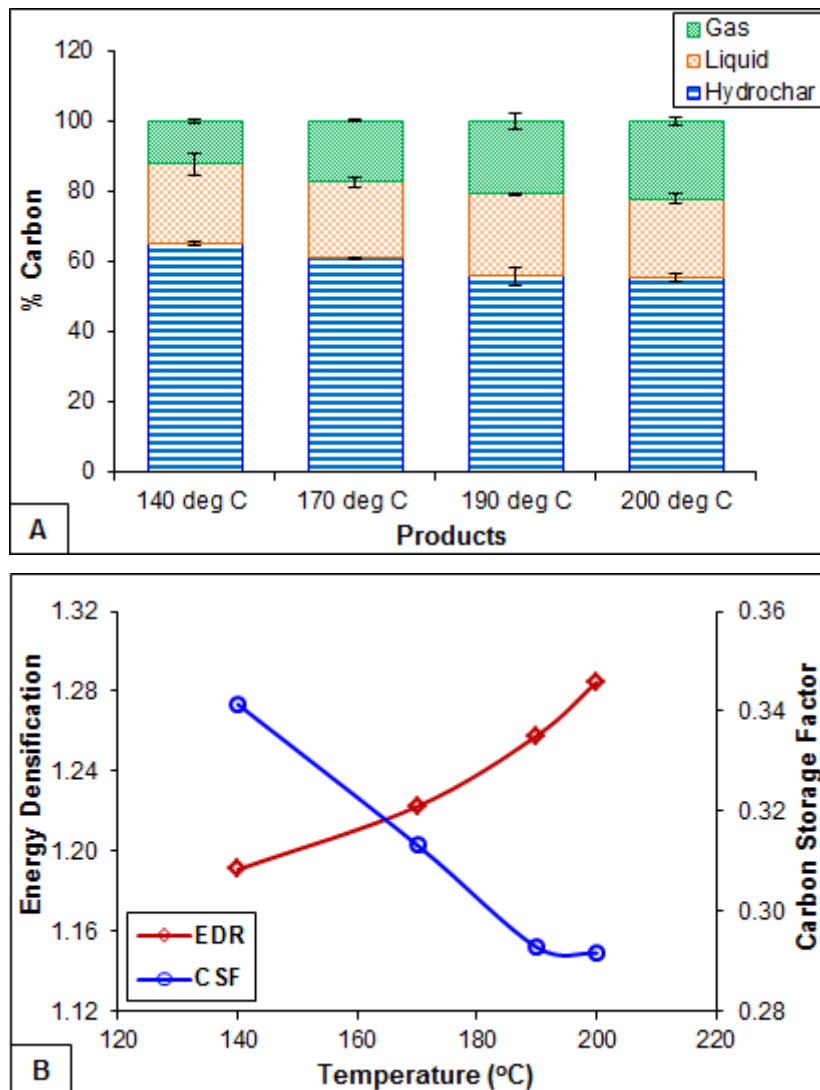 120
100
80
60
40
20
0
% Carbon
Gas
Liquid
Hydrochar
140 deg C 170 deg C 190 deg C 200 deg C
Products
A
1.32
1.28
1.24
1.20
1.16
1.12
Energy Densification
0.36
0.34
0.32
0.30
0.28
Carbon Storage Factor
EDR
CSF
120 140 160 180 200 220
Temperature (ºC)
B